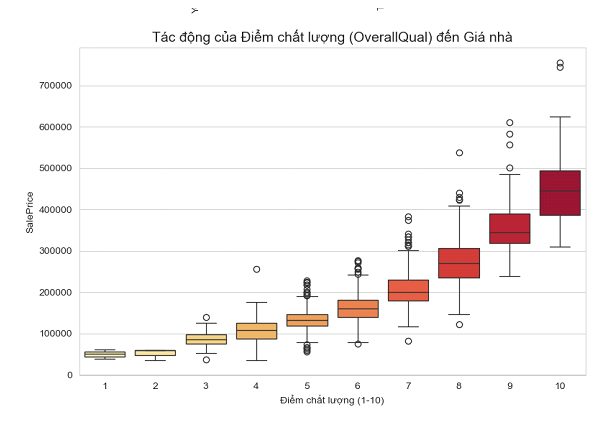 Tác động của Điểm chất lượng (OverallQual) đến Giá nhà
700000
600000
500000
400000
300000
200000
100000
0
SalePrice
1 2 3 4 5 6 7 8 9 10
Điểm chất lượng (1-10)